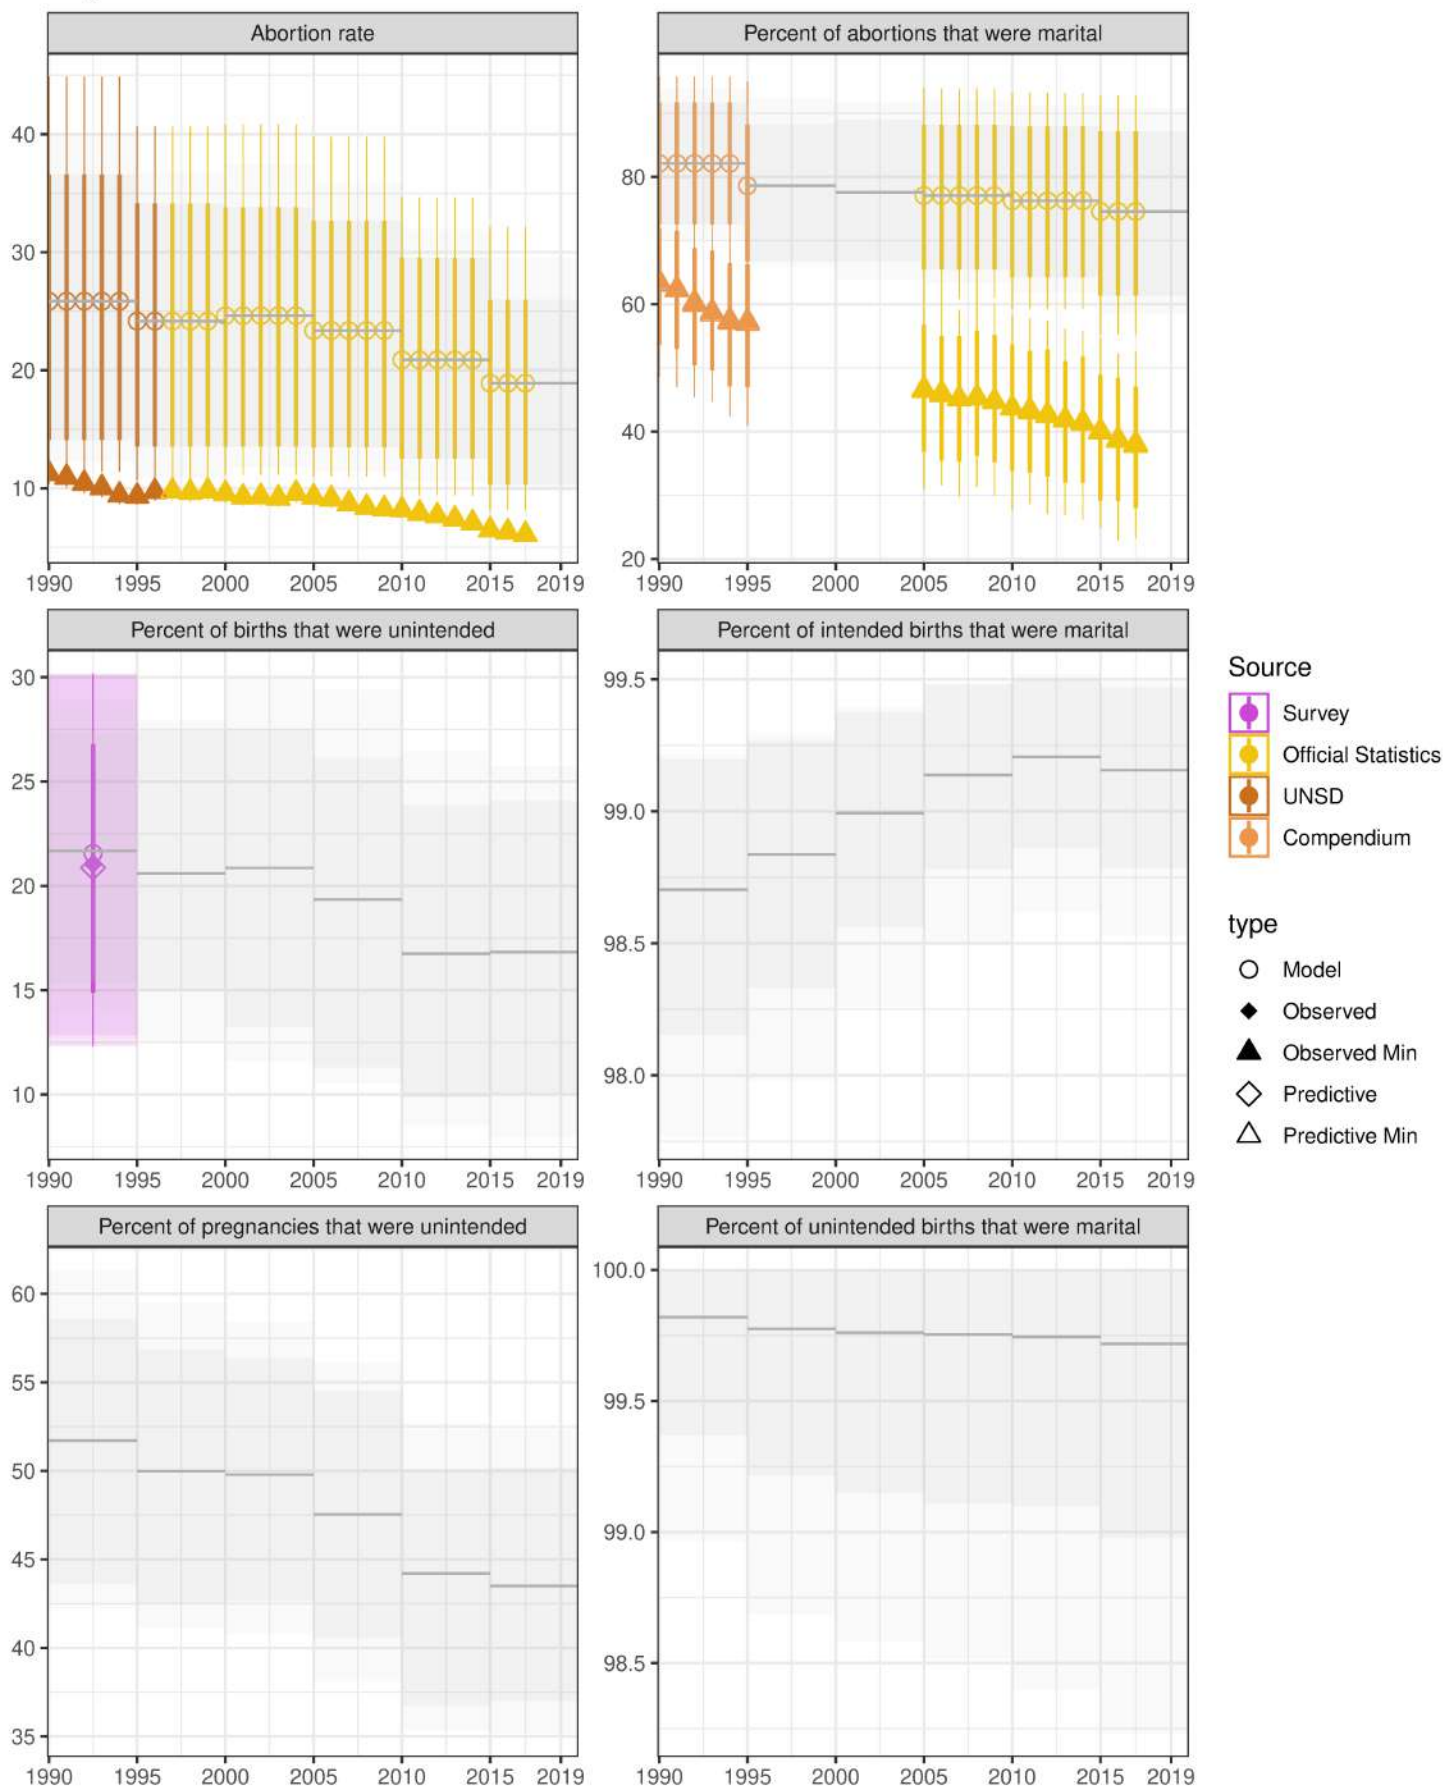 Abortion rate
Percent of abortions that were marital
40
30
20
10
1990 1995 2000 2005 2010 2015 2019
80
60
40
20
1990 1995 2000 2005 2010 2015 2019
Percent of births that were unintended
Percent of intended births that were marital
30
25
20
15
10
1990 1995 2000 2005 2010 2015 2019
99.5
99.0
98.5
98.0
1990 1995 2000 2005 2010 2015 2019
Percent of pregnancies that were unintended
Percent of unintended births that were marital
60
55
50
45
40
35
1990 1995 2000 2005 2010 2015 2019
100.0
99.5
99.0
98.5
1990 1995 2000 2005 2010 2015 2019
Source
Survey
Official Statistics
UNSD
Compendium
type
Model
Observed
Observed Min
Predictive
Predictive Min